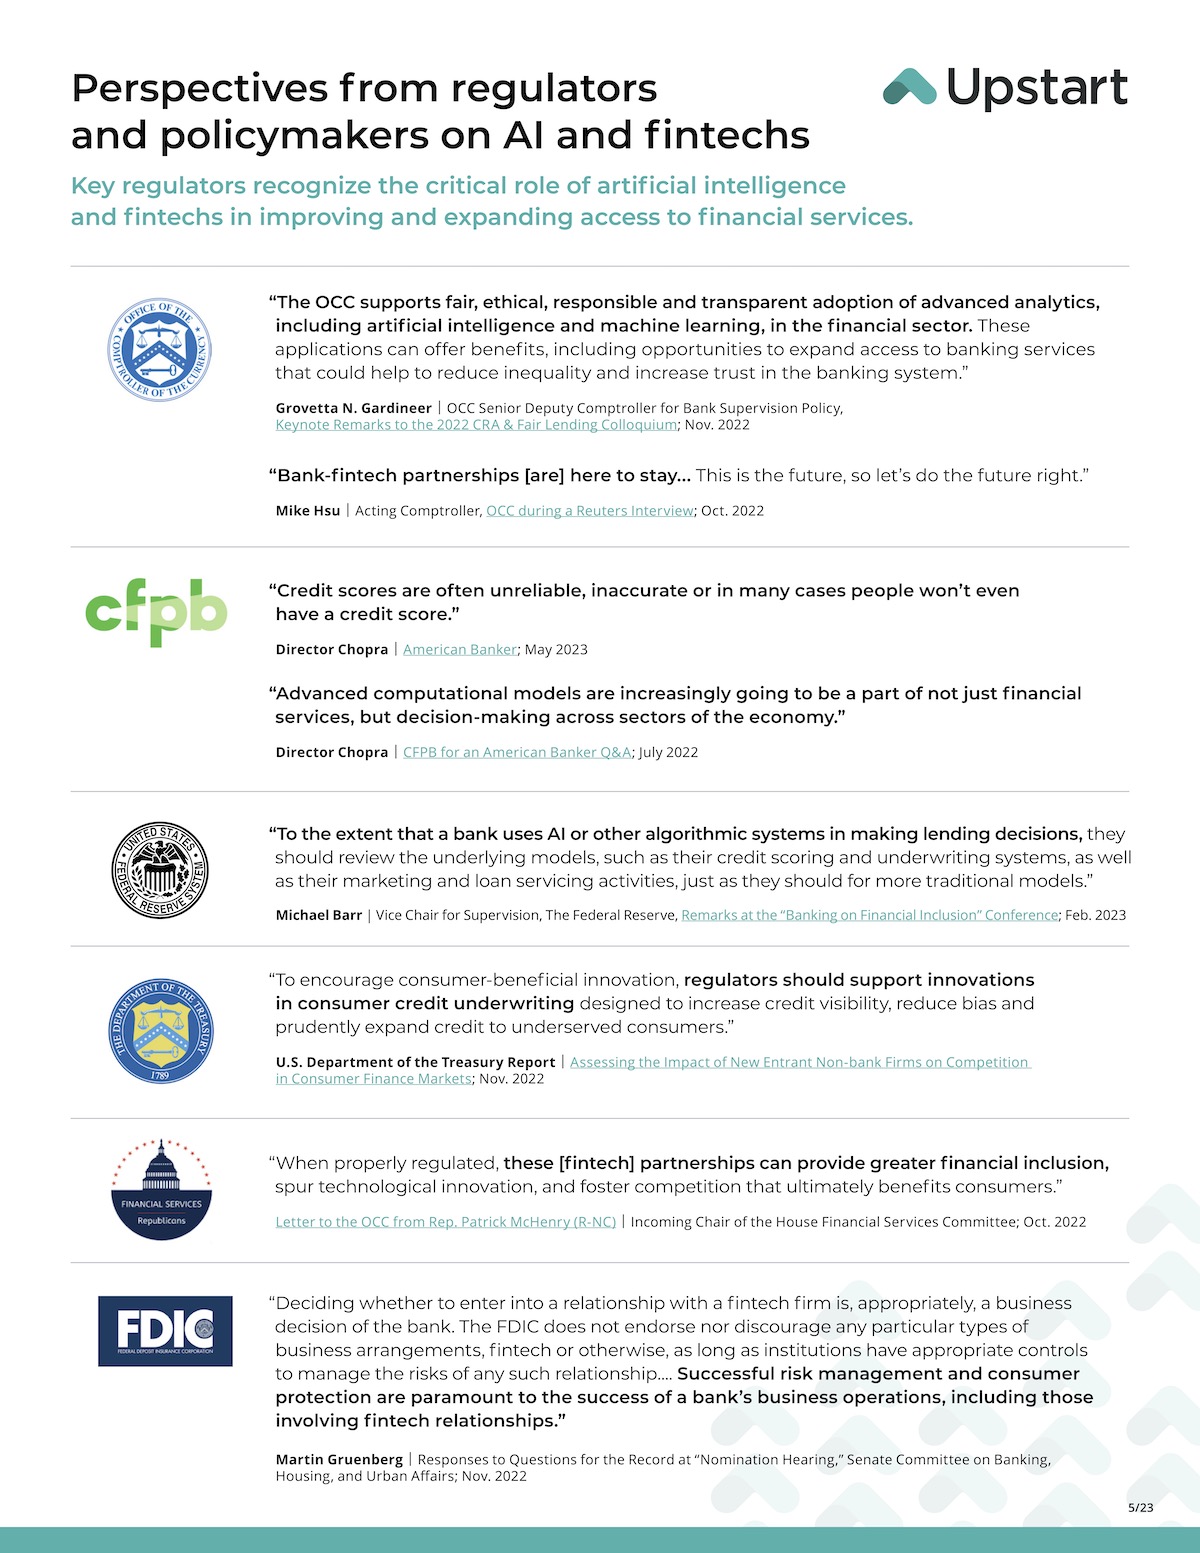 Perspectives from regulators
and policymakers on AI and fintechs
Upstart
Key regulators recognize the critical role of artificial intelligence
and fintechs in improving and expanding access to financial services.
OFFICE OF THE
COMPTROLLER OF THE CURRENCY
“The OCC supports fair, ethical, responsible and transparent adoption of advanced analytics,
including artificial intelligence and machine learning, in the financial sector. These
applications can offer benefits, including opportunities to expand access to banking services
that could help to reduce inequality and increase trust in the banking system.”
Grovetta N. Gardineer | OCC Senior Deputy Comptroller for Bank Supervision Policy,
Keynote Remarks to the 2022 CRA & Fair Lending Colloquium; Nov. 2022
“Bank-fintech partnerships [are] here to stay... This is the future, so let’s do the future right.”
Mike Hsu | Acting Comptroller, OCC during a Reuters Interview; Oct. 2022
cfpb
“Credit scores are often unreliable, inaccurate or in many cases people won’t even
have a credit score.”
Director Chopra | American Banker; May 2023
“Advanced computational models are increasingly going to be a part of not just financial
services, but decision-making across sectors of the economy.”
Director Chopra | CFPB for an American Banker Q&A; July 2022
UNITED STATES
FEDERAL RESERVE SYSTEM
“To the extent that a bank uses AI or other algorithmic systems in making lending decisions, they
should review the underlying models, such as their credit scoring and underwriting systems, as well
as their marketing and loan servicing activities, just as they should for more traditional models.”
Michael Barr | Vice Chair for Supervision, The Federal Reserve, Remarks at the “Banking on Financial Inclusion” Conference; Feb. 2023
THE DEPARTMENT OF THE TREASURY
1789
“To encourage consumer-beneficial innovation, regulators should support innovations
in consumer credit underwriting designed to increase credit visibility, reduce bias and
prudently expand credit to underserved consumers.”
U.S. Department of the Treasury Report | Assessing the Impact of New Entrant Non-bank Firms on Competition
in Consumer Finance Markets; Nov. 2022
FINANCIAL SERVICES
Republicans
“When properly regulated, these [fintech] partnerships can provide greater financial inclusion,
spur technological innovation, and foster competition that ultimately benefits consumers.”
Letter to the OCC from Rep. Patrick McHenry (R-NC) | Incoming Chair of the House Financial Services Committee; Oct. 2022
FDIC
FEDERAL DEPOSIT INSURANCE CORPORATION
“Deciding whether to enter into a relationship with a fintech firm is, appropriately, a business
decision of the bank. The FDIC does not endorse nor discourage any particular types of
business arrangements, fintech or otherwise, as long as institutions have appropriate controls
to manage the risks of any such relationship.... Successful risk management and consumer
protection are paramount to the success of a bank’s business operations, including those
involving fintech relationships.”
Martin Gruenberg | Responses to Questions for the Record at “Nomination Hearing,” Senate Committee on Banking,
Housing, and Urban Affairs; Nov. 2022
5/23